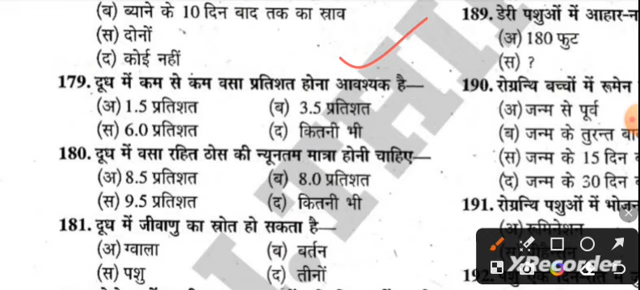 (ब) ब्याने के 10 दिन बाद तक का स्राव
(स) दोनों
(द) कोई नहीं
179. दूध में कम से कम वसा प्रतिशत होना आवश्यक है—
(अ) 1.5 प्रतिशत (ब) 3.5 प्रतिशत
(स) 6.0 प्रतिशत (द) कितनी भी
180. दूध में वसा रहित ठोस की न्यूनतम मात्रा होनी चाहिए—
(अ) 8.5 प्रतिशत (ब) 8.0 प्रतिशत
(स) 9.5 प्रतिशत (द) कितनी भी
181. दूध में जीवाणु का स्रोत हो सकता है—
(अ) ग्वाला (ब) बर्तन
(स) पशु (द) तीनों
189. डेरी पशुओं में आहार-न
(अ) 180 फुट
(स) ?
190. रोग्रन्थि बच्चों में रूमेन
(अ) जन्म से पूर्व
(ब) जन्म के तुरन्त बा
(स) जन्म के 15 दिन
(द) जन्म के 30 दिन
191. रोग्रन्थि पशुओं में भोजन
(अ) रूमिनेशन
192.
XRecorder